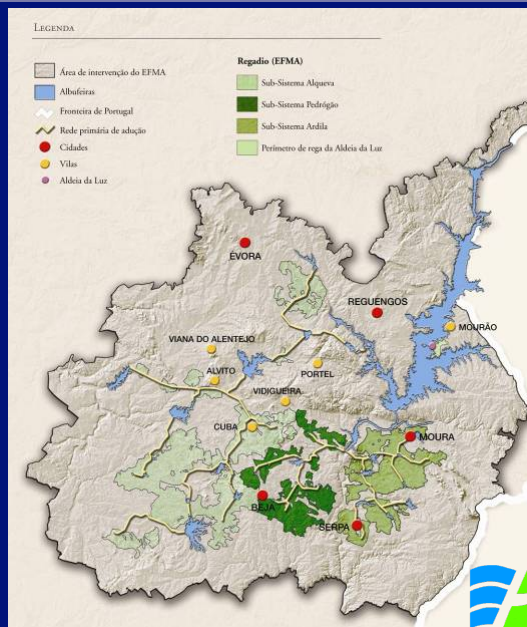 LEGENDA
Área de intervenção do EFMA
Albufeiras
Fronteira de Portugal
Rede primária de adução
Cidades
Vilas
Aldeia da Luz
Regadio (EFMA)
Sub-Sistema Alqueva
Sub-Sistema Pedrógão
Sub-Sistema Ardila
Perímetro de rega da Aldeia da Luz
ÉVORA
REGUENGOS
MOURÃO
VIANA DO ALENTEJO
ALVITO
PORTEL
VIDIGUEIRA
CUBA
MOURA
BEJA
SERPA